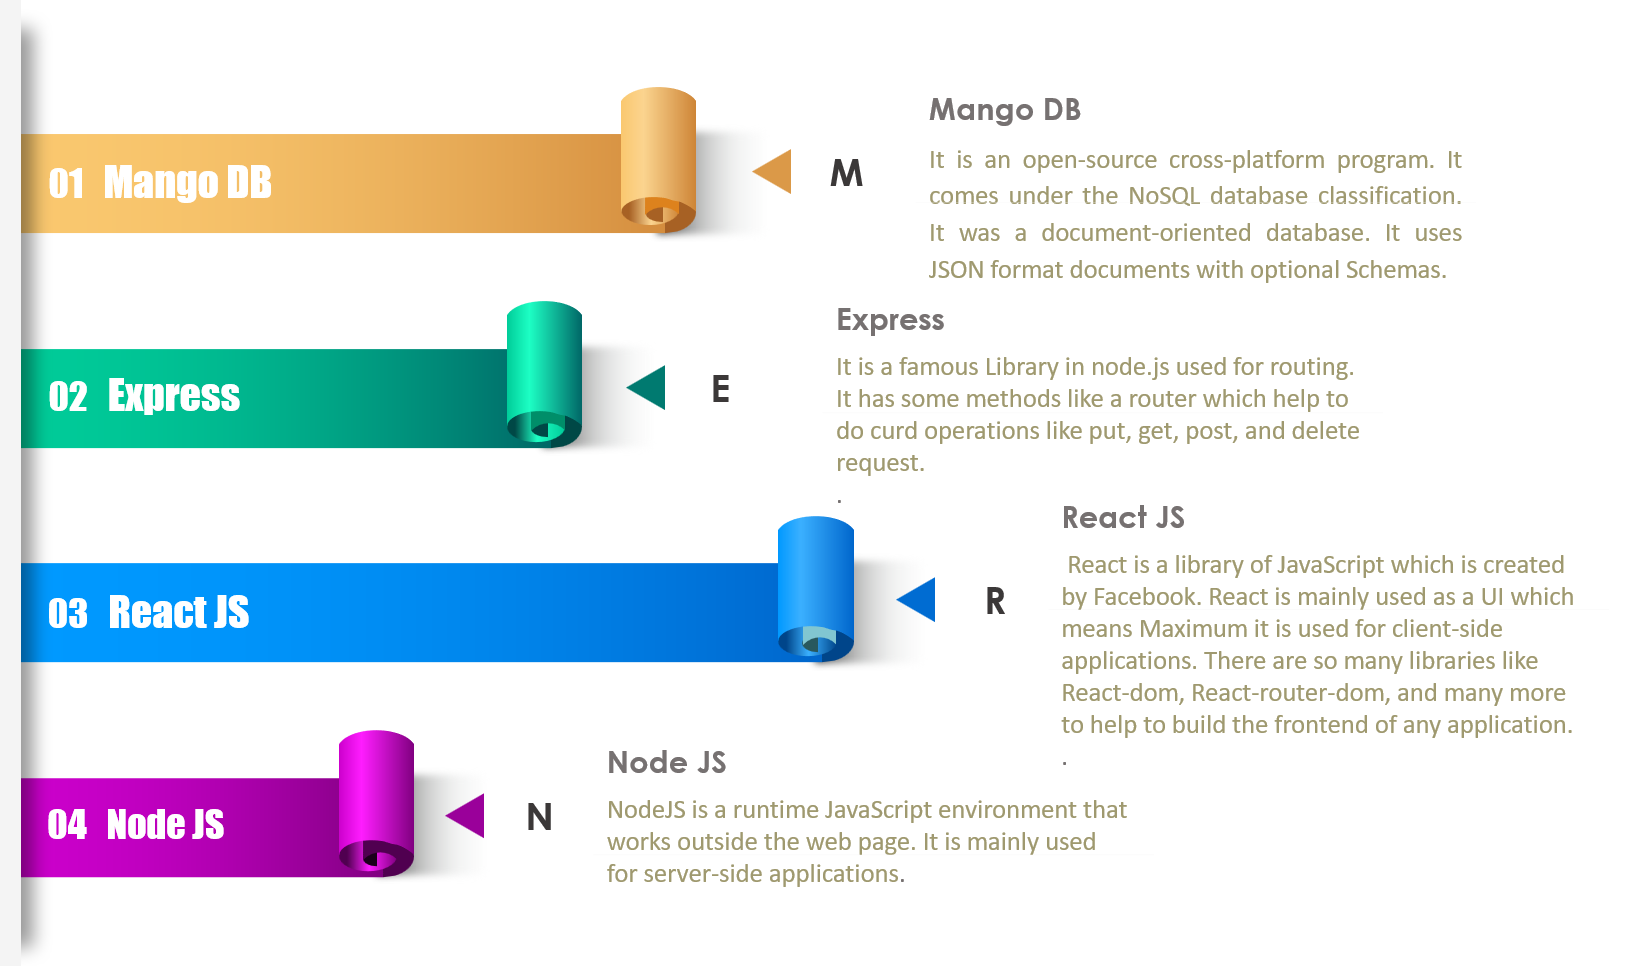 01 Mango DB
M
Mango DB
It is an open-source cross-platform program. It
comes under the NoSQL database classification.
It was a document-oriented database. It uses
JSON format documents with optional Schemas.
02 Express
E
Express
It is a famous Library in node.js used for routing.
It has some methods like a router which help to
do curd operations like put, get, post, and delete
request.
.
03 React JS
R
React JS
React is a library of JavaScript which is created
by Facebook. React is mainly used as a UI which
means Maximum it is used for client-side
applications. There are so many libraries like
React-dom, React-router-dom, and many more
to help to build the frontend of any application.
.
04 Node JS
N
Node JS
NodeJS is a runtime JavaScript environment that
works outside the web page. It is mainly used
for server-side applications.